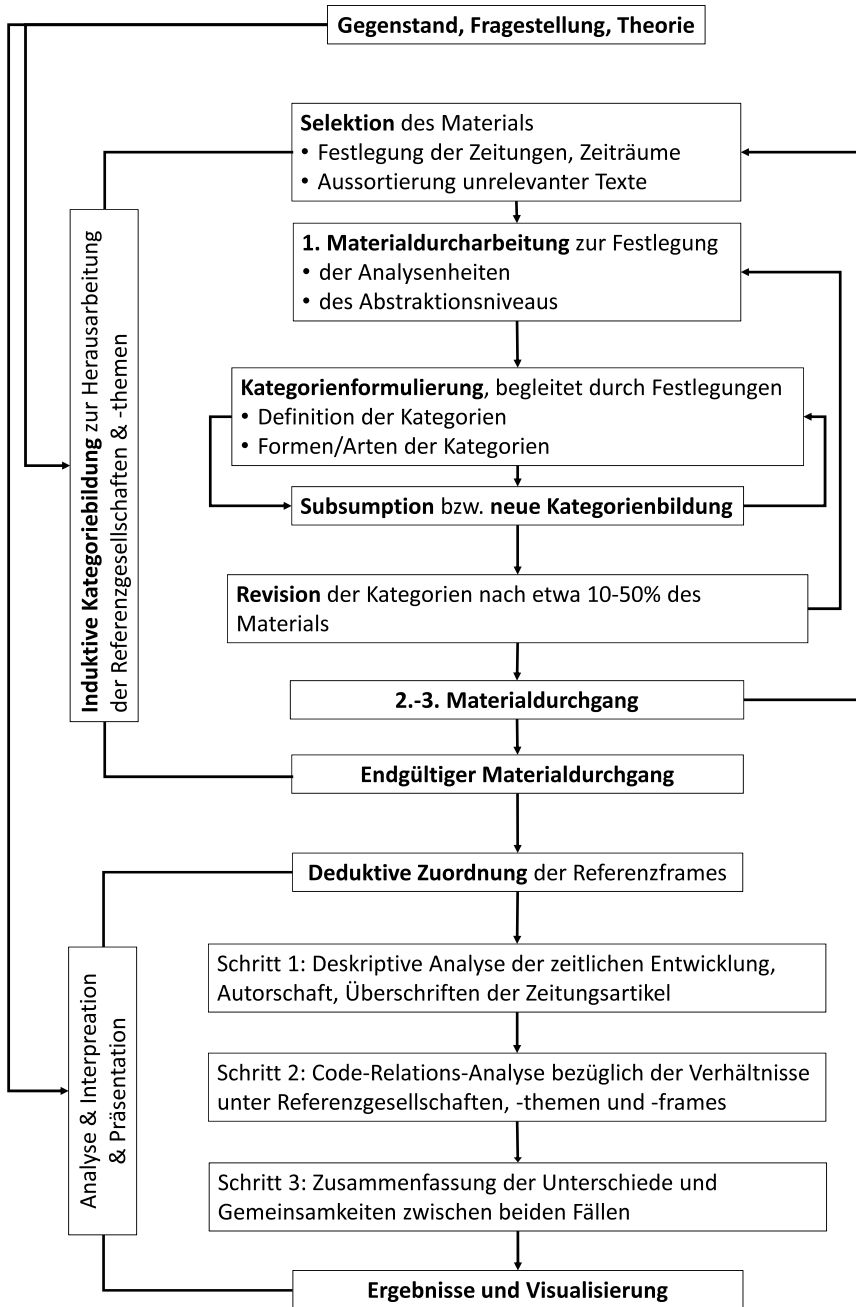 Gegenstand, Fragestellung, Theorie
Selektion des Materials
• Festlegung der Zeitungen, Zeiträume
• Aussortierung unrelevanter Texte
1. Materialdurcharbeitung zur Festlegung
• der Analysenheiten
• des Abstraktionsniveaus
Induktive Kategoriebildung zur Herausarbeitung
der Referenzgesellschaften & -themen
Kategorienformulierung, begleitet durch Festlegungen
• Definition der Kategorien
• Formen/Arten der Kategorien
Subsumption bzw. neue Kategorienbildung
Revision der Kategorien nach etwa 10-50% des
Materials
2.-3. Materialdurchgang
Endgültiger Materialdurchgang
Deduktive Zuordnung der Referenzframes
Analyse & Interpreation
& Präsentation
Schritt 1: Deskriptive Analyse der zeitlichen Entwicklung,
Autorschaft, Überschriften der Zeitungsartikel
Schritt 2: Code-Relations-Analyse bezüglich der Verhältnisse
unter Referenzgesellschaften, -themen und -frames
Schritt 3: Zusammenfassung der Unterschiede und
Gemeinsamkeiten zwischen beiden Fällen
Ergebnisse und Visualisierung